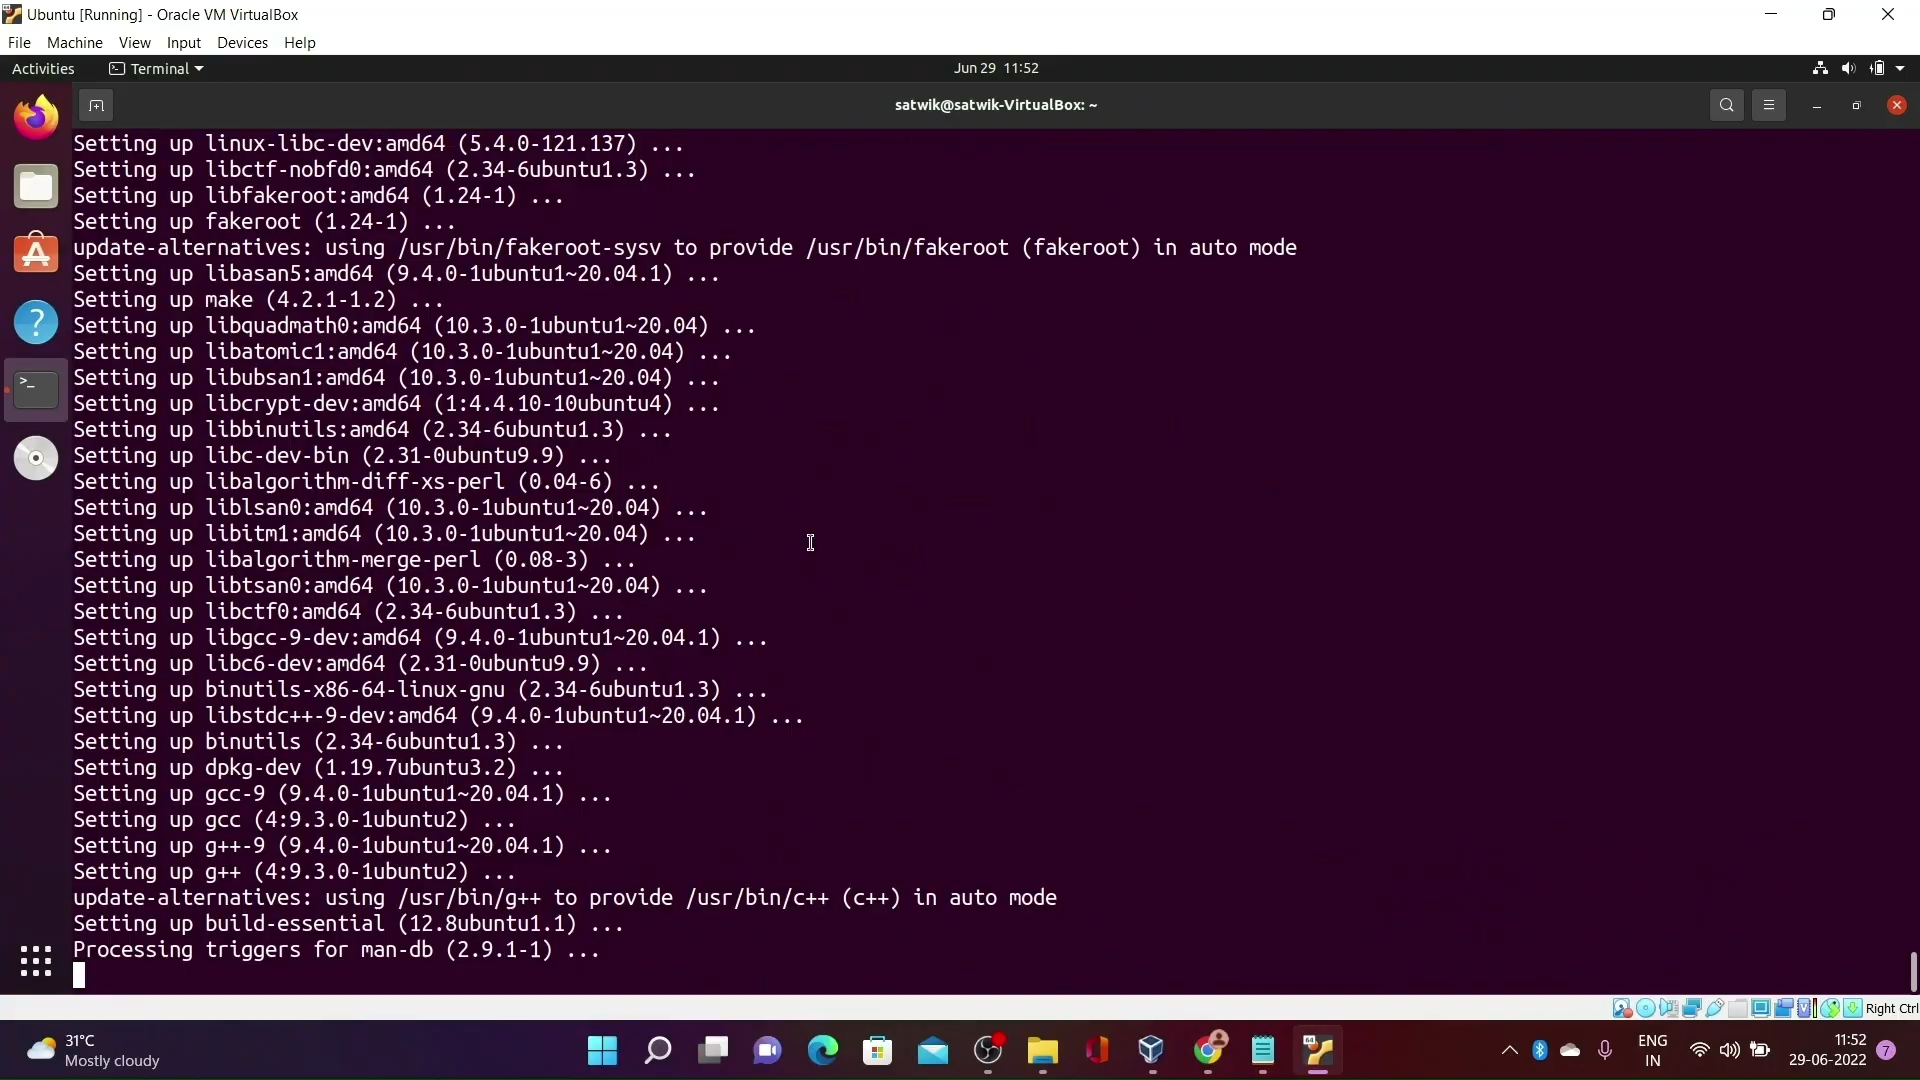 Ubuntu [Running] - Oracle VM VirtualBox
File Machine View Input Devices Help
Activities Terminal Jun 29 11:52
satwik@satwik-VirtualBox: ~
Setting up linux-libc-dev:amd64 (5.4.0-121.137) ...
Setting up libctf-nobfd0:amd64 (2.34-6ubuntu1.3) ...
Setting up libfakeroot:amd64 (1.24-1) ...
Setting up fakeroot (1.24-1) ...
update-alternatives: using /usr/bin/fakeroot-sysv to provide /usr/bin/fakeroot (fakeroot) in auto mode
Setting up libasan5:amd64 (9.4.0-1ubuntu1~20.04.1) ...
Setting up make (4.2.1-1.2) ...
Setting up libquadmath0:amd64 (10.3.0-1ubuntu1~20.04) ...
Setting up libatomic1:amd64 (10.3.0-1ubuntu1~20.04) ...
Setting up libubsan1:amd64 (10.3.0-1ubuntu1~20.04) ...
Setting up libcrypt-dev:amd64 (1:4.4.10-10ubuntu4) ...
Setting up libbinutils:amd64 (2.34-6ubuntu1.3) ...
Setting up libc-dev-bin (2.31-0ubuntu9.9) ...
Setting up libalgorithm-diff-xs-perl (0.04-6) ...
Setting up liblsan0:amd64 (10.3.0-1ubuntu1~20.04) ...
Setting up libitm1:amd64 (10.3.0-1ubuntu1~20.04) ...
Setting up libalgorithm-merge-perl (0.08-3) ...
Setting up libtsan0:amd64 (10.3.0-1ubuntu1~20.04) ...
Setting up libctf0:amd64 (2.34-6ubuntu1.3) ...
Setting up libgcc-9-dev:amd64 (9.4.0-1ubuntu1~20.04.1) ...
Setting up libc6-dev:amd64 (2.31-0ubuntu9.9) ...
Setting up binutils-x86-64-linux-gnu (2.34-6ubuntu1.3) ...
Setting up libstdc++-9-dev:amd64 (9.4.0-1ubuntu1~20.04.1) ...
Setting up binutils (2.34-6ubuntu1.3) ...
Setting up dpkg-dev (1.19.7ubuntu3.2) ...
Setting up gcc-9 (9.4.0-1ubuntu1~20.04.1) ...
Setting up gcc (4:9.3.0-1ubuntu2) ...
Setting up g++-9 (9.4.0-1ubuntu1~20.04.1) ...
Setting up g++ (4:9.3.0-1ubuntu2) ...
update-alternatives: using /usr/bin/g++ to provide /usr/bin/c++ (c++) in auto mode
Setting up build-essential (12.8ubuntu1.1) ...
Processing triggers for man-db (2.9.1-1) ...
Right Ctrl
31°C
Mostly cloudy
ENG
IN
11:52
29-06-2022
7